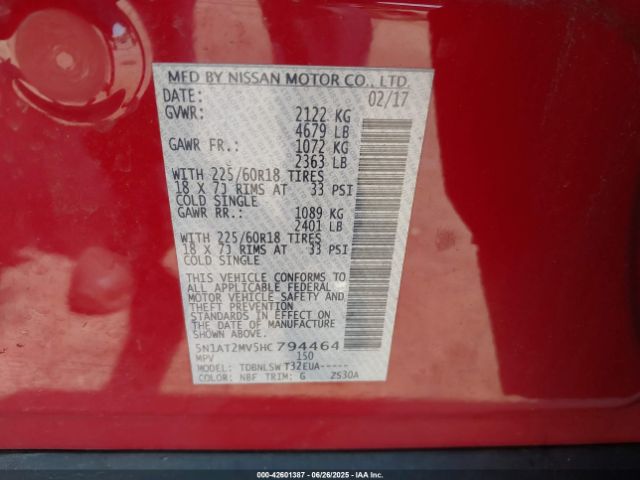 MFD BY NISSAN MOTOR CO., LTD.
DATE: 02/17
GVWR: 2122 KG
4679 LB
GAWR FR.: 1072 KG
2363 LB
WITH 225/60R18 TIRES
18 X 7J RIMS AT 33 PSI
COLD SINGLE
GAWR RR.: 1089 KG
2401 LB
WITH 225/60R18 TIRES
18 X 7J RIMS AT 33 PSI
COLD SINGLE
THIS VEHICLE CONFORMS TO
ALL APPLICABLE FEDERAL
MOTOR VEHICLE SAFETY AND
THEFT PREVENTION
STANDARDS IN EFFECT ON
THE DATE OF MANUFACTURE
SHOWN ABOVE.
5N1AT2MV5HC794464
MPV 150
MODEL: TDBNLSW T32EUA-----
COLOR: NBF TRIM: G 2S30A
000-42601387 - 06/26/2025 - IAA Inc.